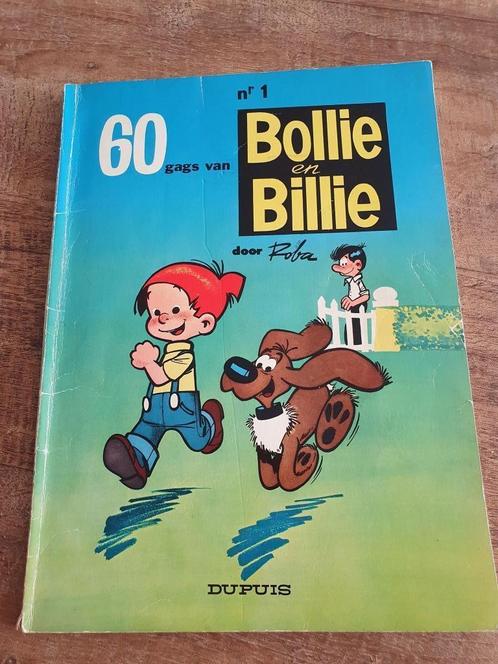 nr 1
60 gags van
Bollie
en
Billie
door Roba
DUPUIS